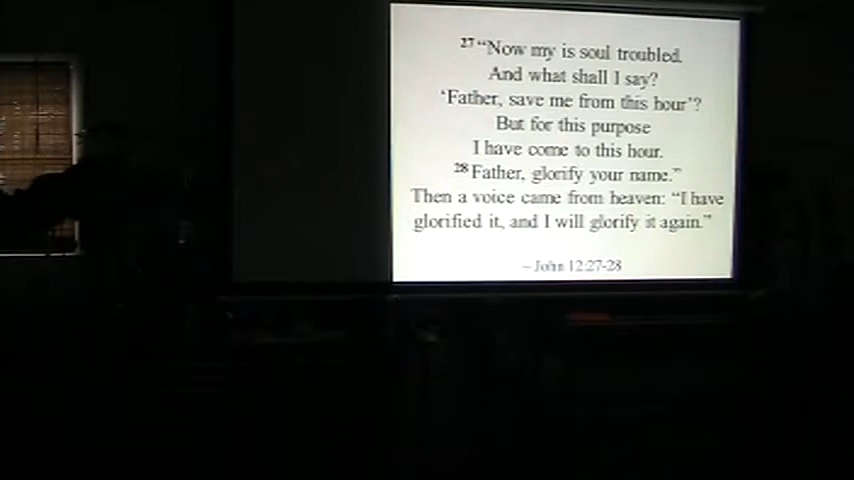 27 “Now my is soul troubled.
And what shall I say?
‘Father, save me from this hour’?
But for this purpose
I have come to this hour.
28 Father, glorify your name.”
Then a voice came from heaven: “I have
glorified it, and I will glorify it again.”
~ John 12:27-28